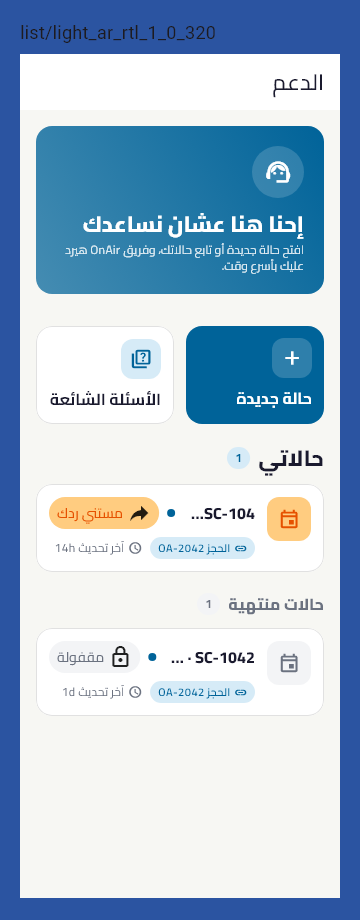 list/light_ar_rtl_1_0_320
الدعم
إحنا هنا عشان نساعدك
افتح حالة جديدة أو تابع حالاتك، وفريق OnAir هيرد
عليك بأسرع وقت.
حالة جديدة
الأسئلة الشائعة
حالاتي 1
SC-104...
مستني ردك
الحجز OA-2042
آخر تحديث 14h
حالات منتهية 1
SC-1042 · ...
مقفولة
الحجز OA-2042
آخر تحديث 1d